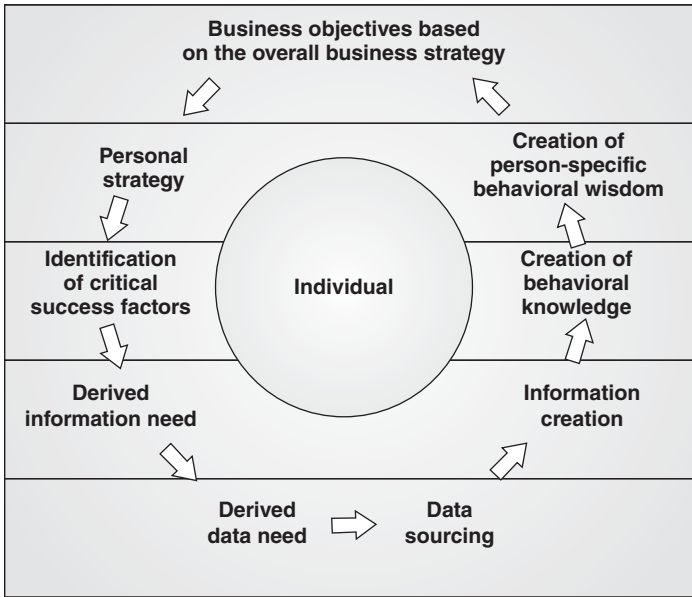 Business objectives based
on the overall business strategy
Personal
strategy
Creation of
person-specific
behavioral wisdom
Identification
of critical
success factors
Individual
Creation of
behavioral
knowledge
Derived
information need
Information
creation
Derived
data need
Data
sourcing